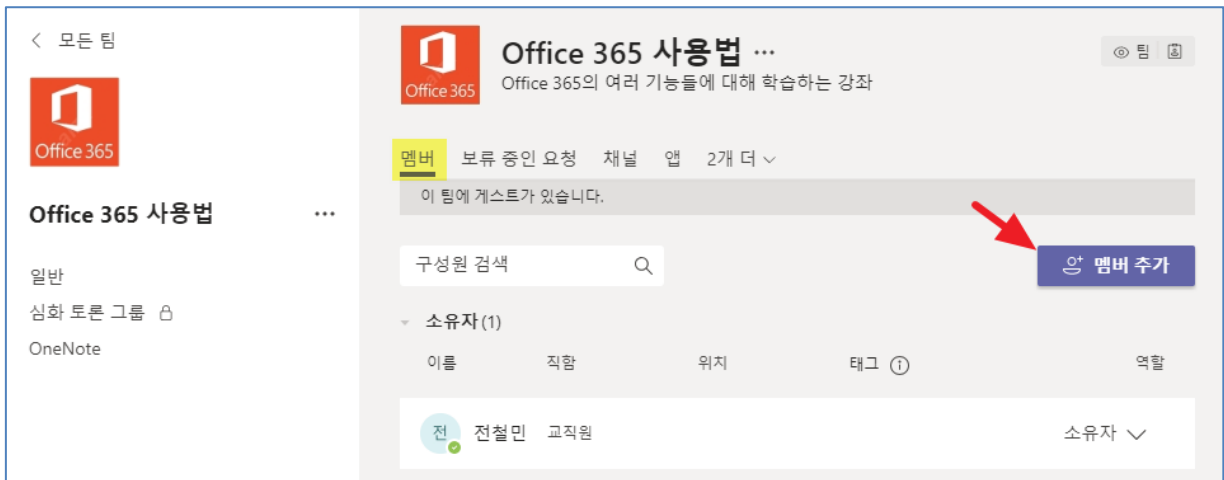 모든 팀
Office 365
Office 365 사용법 ...
일반
심화 토론 그룹
OneNote
Office 365
Office 365 사용법 ...
Office 365의 여러 기능들에 대해 학습하는 강좌
팀
멤버 보류 중인 요청 채널 앱 2개 더
이 팀에 게스트가 있습니다.
구성원 검색
멤버 추가
소유자(1)
이름 직함 위치 태그 역할
전 전철민 교직원 소유자